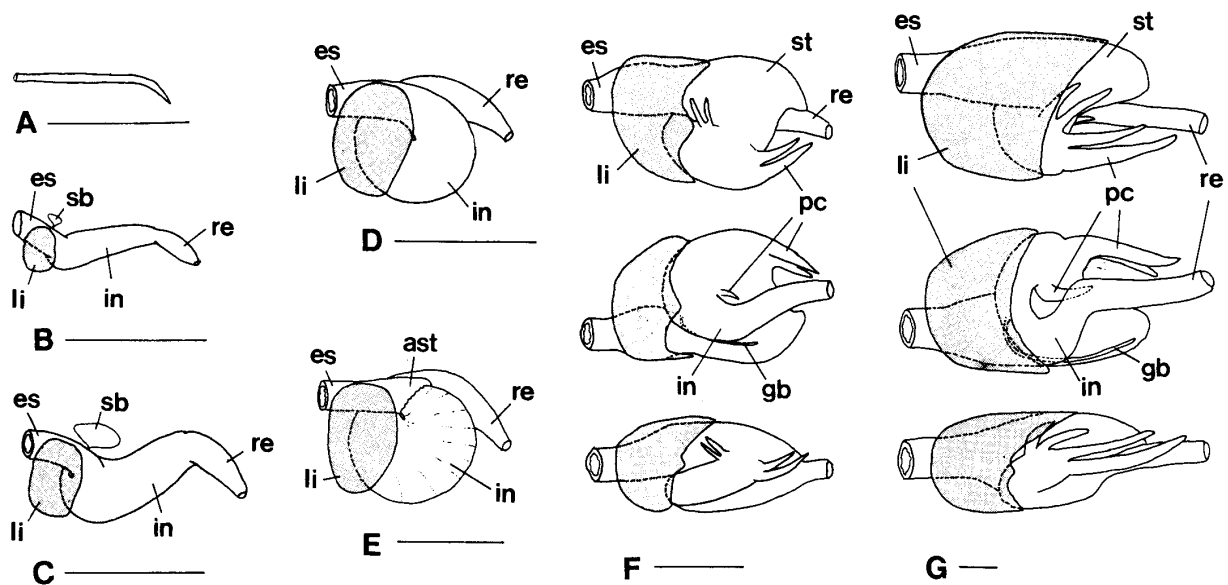 A
es
sb
re
li
in
B
es
sb
re
li
in
C
es
re
li
in
D
es
ast
re
li
in
E
es
st
re
li
pc
in
gb
F
es
st
li
re
pc
in
gb
G